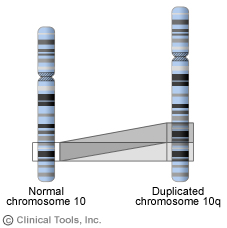 Normal
chromosome 10
Duplicated
chromosome 10q
© Clinical Tools, Inc.